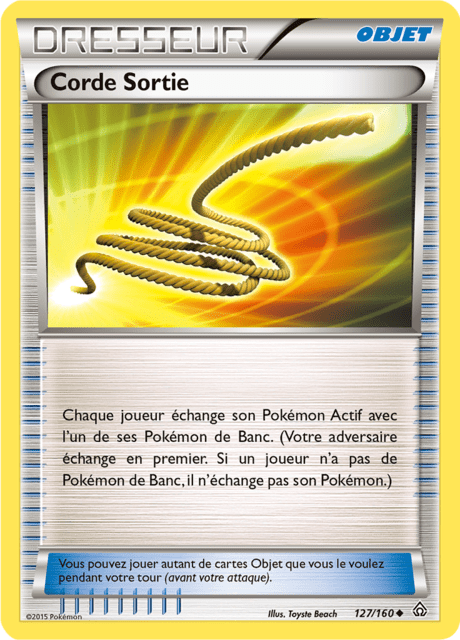 DRESSEUR
OBJET
Corde Sortie
Chaque joueur échange son Pokémon Actif avec
l'un de ses Pokémon de Banc. (Votre adversaire
échange en premier. Si un joueur n'a pas de
Pokémon de Banc, il n'échange pas son Pokémon.)
Vous pouvez jouer autant de cartes Objet que vous le voulez
pendant votre tour (avant votre attaque).
©2015 Pokémon
Illus. Toyste Beach
127/160